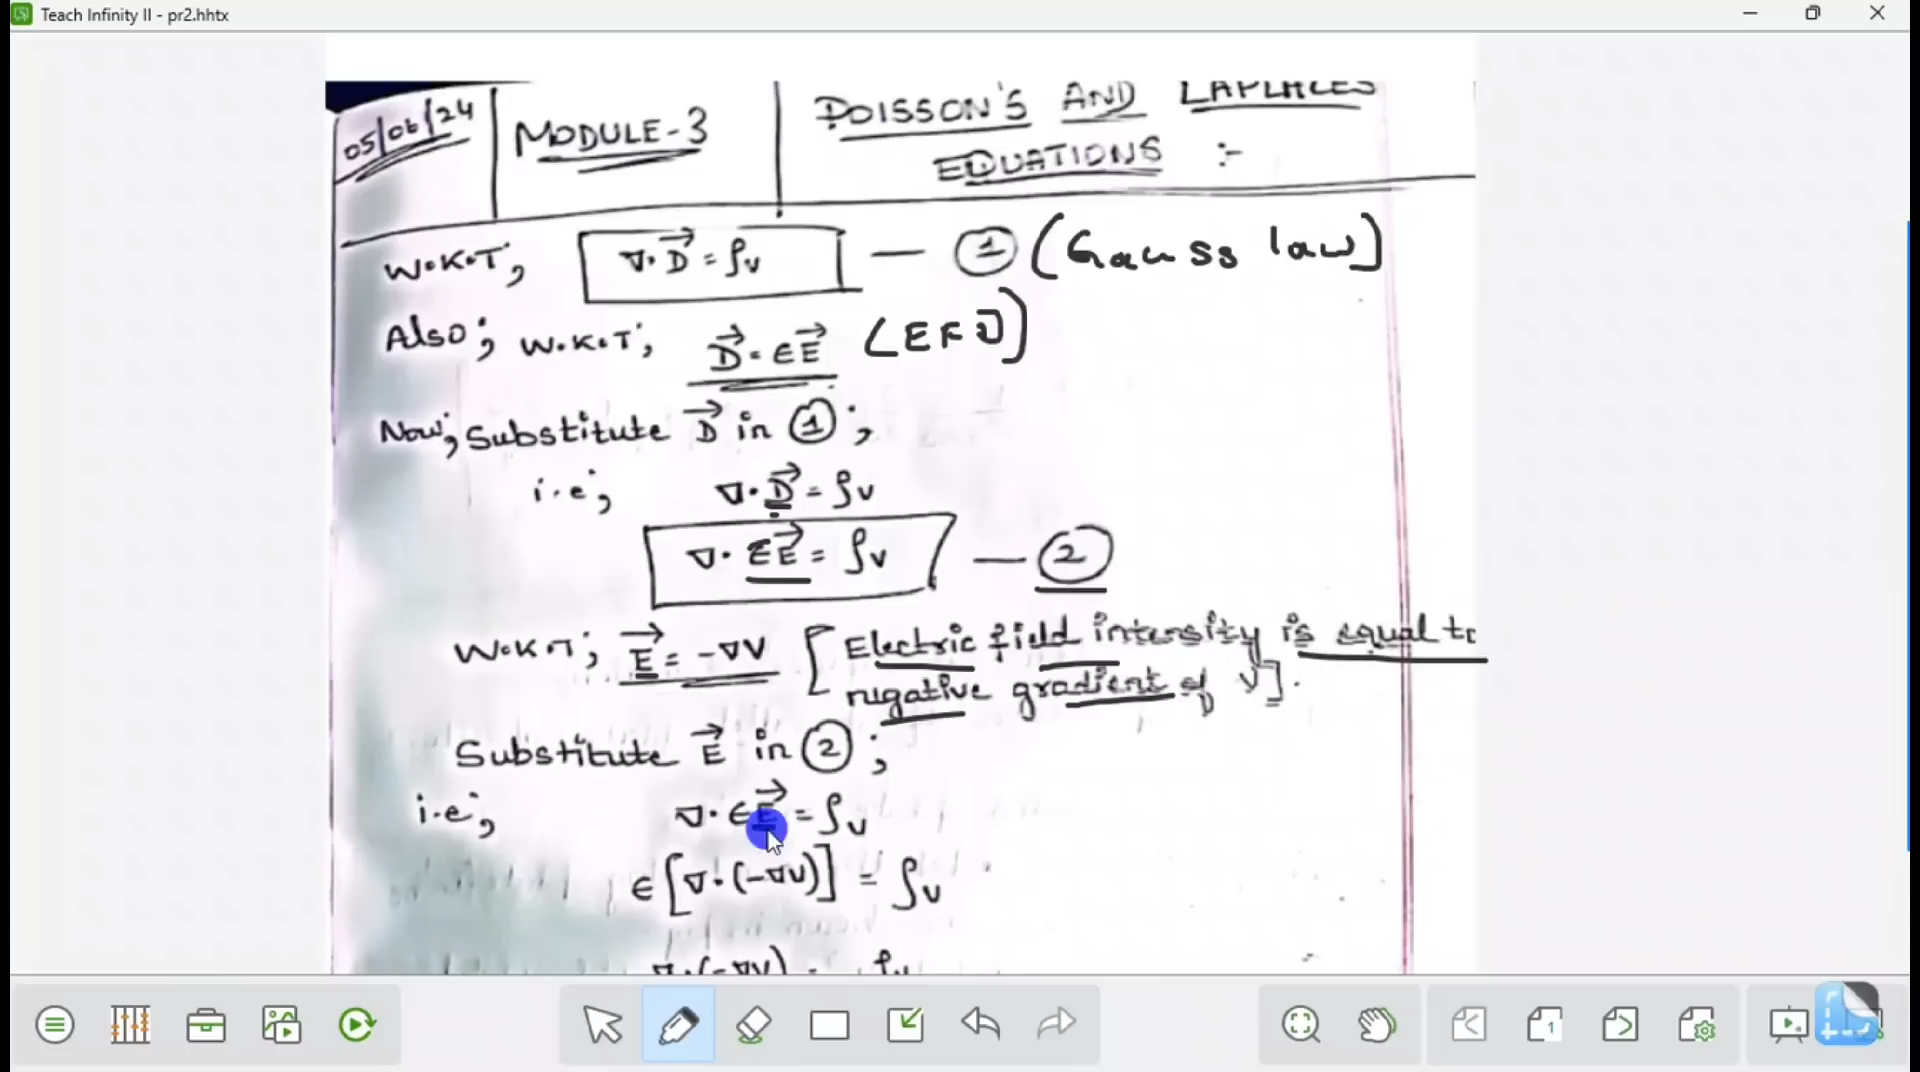 Teach Infinity II - pr2.hhtx
05/06/24 MODULE-3 POISSON'S AND LAPLACES
EQUATIONS :-
W.K.T, ∇·D⃗ = ρv — ① (Gauss law)
Also; W.K.T, D⃗ = ϵE⃗ (EFD)
Now; Substitute D⃗ in ①;
i.e; ∇·D⃗ = ρv
∇·ϵE⃗ = ρv — ②
W.K.T; E⃗ = -∇V [Electric field intensity is equal to
negative gradient of V].
Substitute E⃗ in ②;
i.e; ∇·ϵE⃗ = ρv
ϵ[∇·(-∇V)] = ρv
∇·(-∇V) = ρv
1